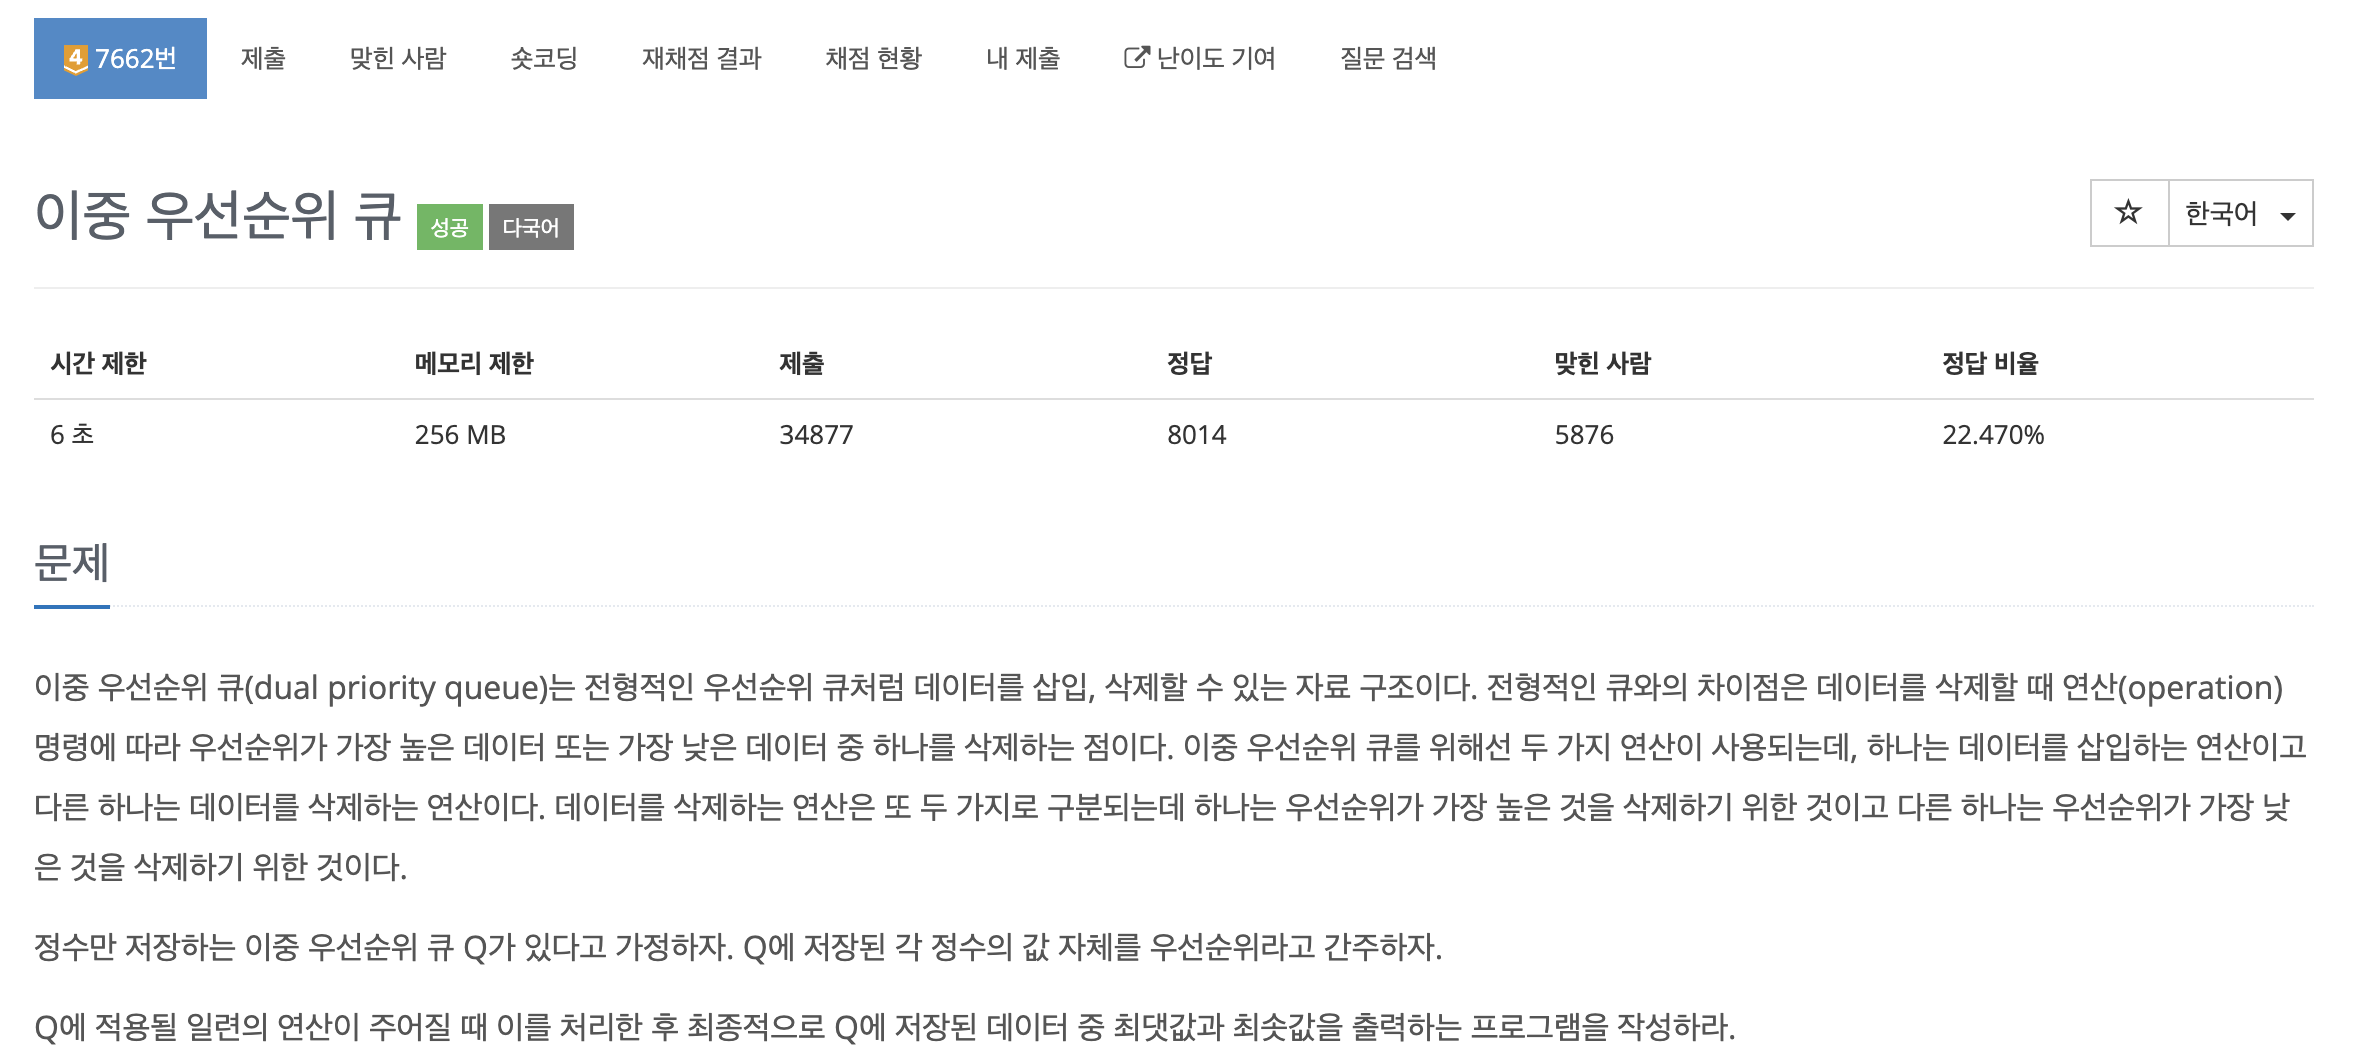 4 7662번 제출 맞힌 사람 숏코딩 재채점 결과 채점 현황 내 제출 난이도 기여 질문 검색
이중 우선순위 큐 성공 다국어 한국어
시간 제한 메모리 제한 제출 정답 맞힌 사람 정답 비율
6 초 256 MB 34877 8014 5876 22.470%
문제
이중 우선순위 큐(dual priority queue)는 전형적인 우선순위 큐처럼 데이터를 삽입, 삭제할 수 있는 자료 구조이다. 전형적인 큐와의 차이점은 데이터를 삭제할 때 연산(operation)
명령에 따라 우선순위가 가장 높은 데이터 또는 가장 낮은 데이터 중 하나를 삭제하는 점이다. 이중 우선순위 큐를 위해선 두 가지 연산이 사용되는데, 하나는 데이터를 삽입하는 연산이고
다른 하나는 데이터를 삭제하는 연산이다. 데이터를 삭제하는 연산은 또 두 가지로 구분되는데 하나는 우선순위가 가장 높은 것을 삭제하기 위한 것이고 다른 하나는 우선순위가 가장 낮
은 것을 삭제하기 위한 것이다.
정수만 저장하는 이중 우선순위 큐 Q가 있다고 가정하자. Q에 저장된 각 정수의 값 자체를 우선순위라고 간주하자.
Q에 적용될 일련의 연산이 주어질 때 이를 처리한 후 최종적으로 Q에 저장된 데이터 중 최댓값과 최솟값을 출력하는 프로그램을 작성하라.